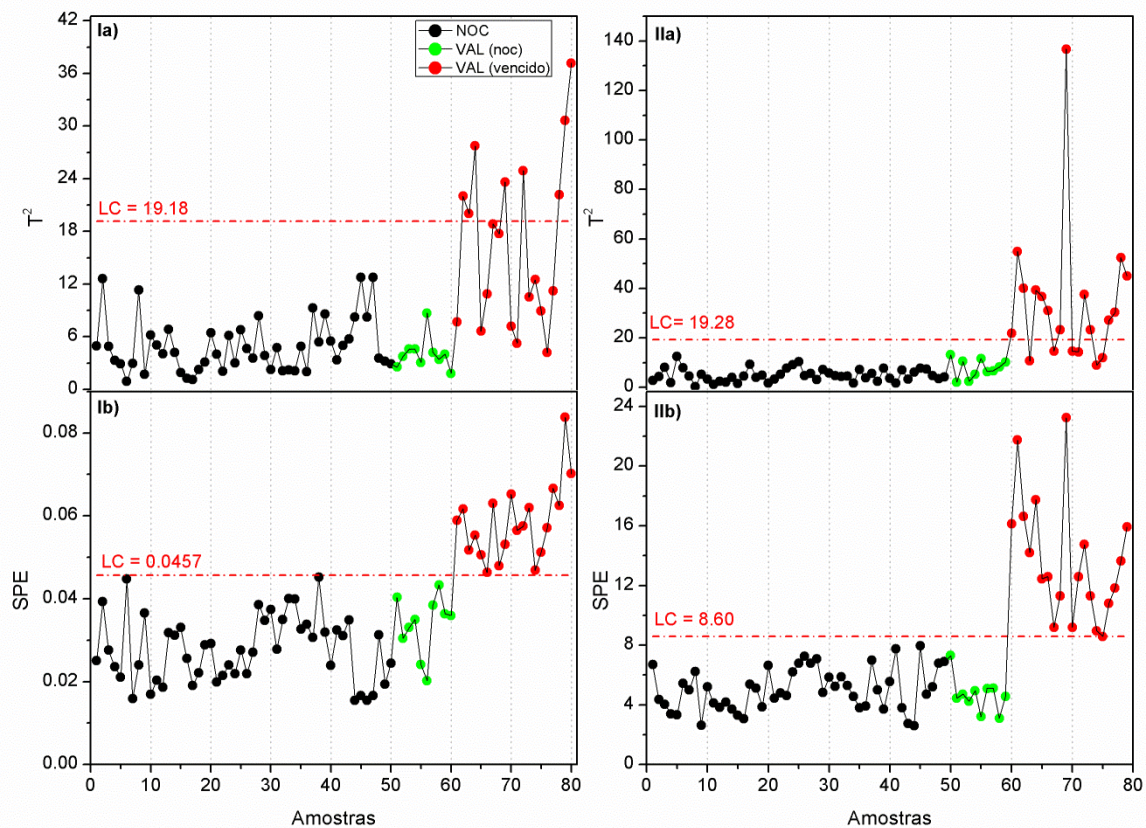 Ia)
NOC
VAL (noc)
VAL (vencido)
42
36
30
24
18
12
6
0
T²
LC = 19.18
IIa)
140
120
100
80
60
40
20
0
T²
LC= 19.28
Ib)
0.08
0.06
0.04
0.02
0.00
SPE
LC = 0.0457
0 10 20 30 40 50 60 70 80
Amostras
IIb)
24
20
16
12
8
4
0
SPE
LC = 8.60
0 10 20 30 40 50 60 70 80
Amostras